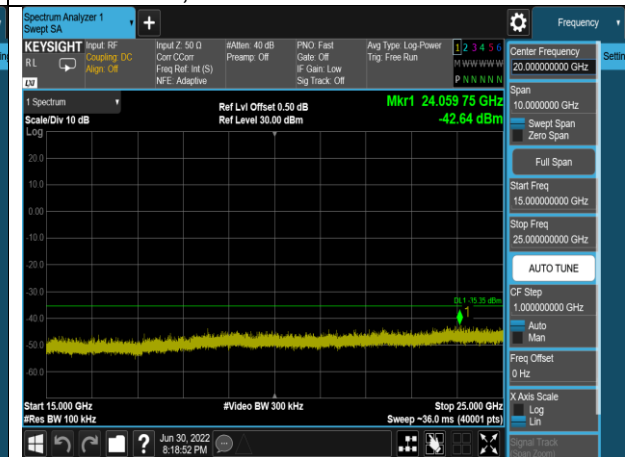 Spectrum Analyzer 1
Swept SA
+
Frequency
KEYSIGHT
RL
LXI
Input: RF
Coupling: DC
Align: Off
Input Z: 50 Ω
Corr CCorr
Freq Ref: Int (S)
NFE: Adaptive
#Atten: 40 dB
Preamp: Off
PNO: Fast
Gate: Off
IF Gain: Low
Sig Track: Off
Avg Type: Log-Power
Trig: Free Run
1 2 3 4 5 6
M W W W W W
P N N N N N
Settin
1 Spectrum
Scale/Div 10 dB
Log
Ref Lvl Offset 0.50 dB
Ref Level 30.00 dBm
Mkr1 24.059 75 GHz
-42.64 dBm
20.0
10.0
0.00
-10.0
-20.0
-30.0
-40.0
-50.0
-60.0
1
Start 15.000 GHz
#Res BW 100 kHz
#Video BW 300 kHz
Stop 25.000 GHz
Sweep ~36.0 ms (40001 pts)
Center Frequency
20.00000000 GHz
Span
10.0000000 GHz
Swept Span
Zero Span
Full Span
Start Freq
15.000000000 GHz
Stop Freq
25.000000000 GHz
AUTO TUNE
CF Step
1.000000000 GHz
Auto
Man
Freq Offset
0 Hz
X Axis Scale
Log
Lin
Signal Track
(Span Zoom)
?
Jun 30, 2022
8:18:52 PM